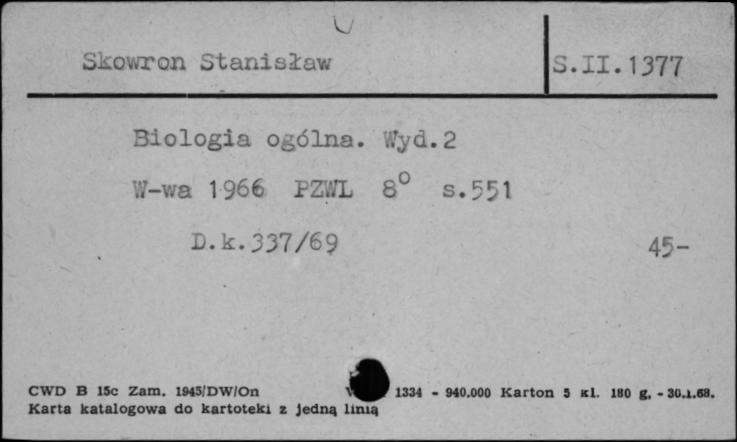 Skowron Stanisław
S.II.1377
Biologia ogólna. Wyd.2
W-wa 1966 PZWL 8° s.551
D.k.337/69 45-
CWD B 15c Zam. 1945/DW/On 1334 - 940.000 Karton 5 kl. 180 g. - 30.1.68.
Karta katalogowa do kartoteki z jedną linią